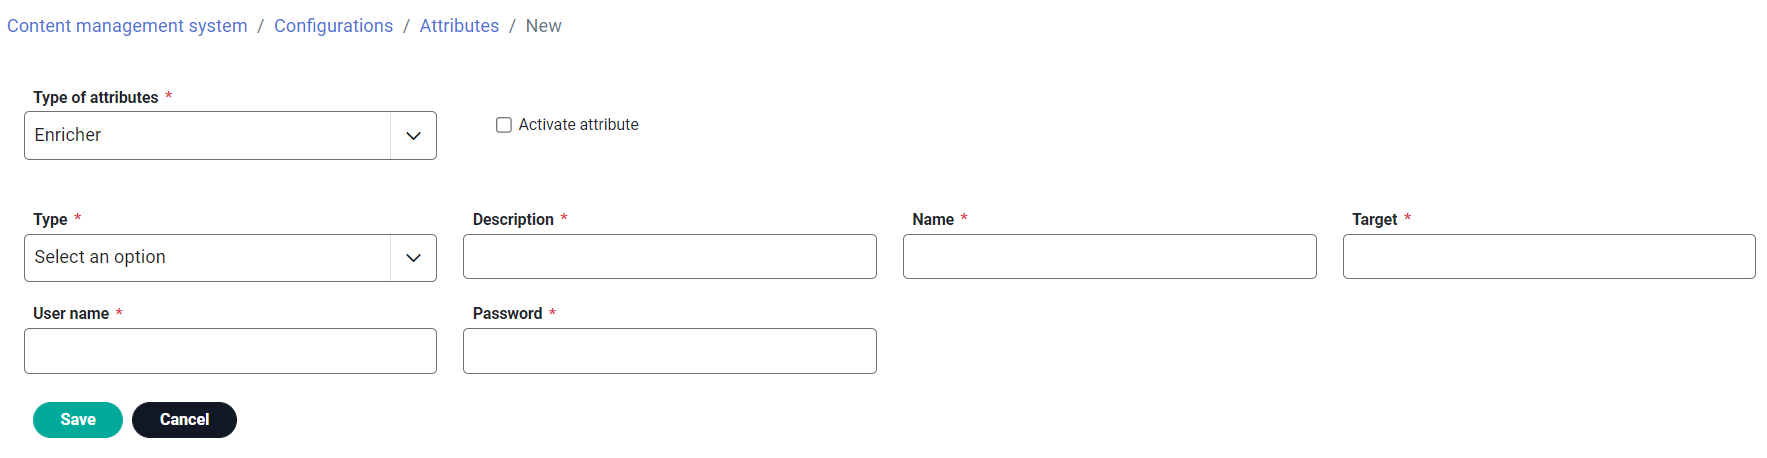 Content management system / Configurations / Attributes / New
Type of attributes *
Enricher
Activate attribute
Type * Description * Name * Target *
Select an option
User name * Password *
Save Cancel